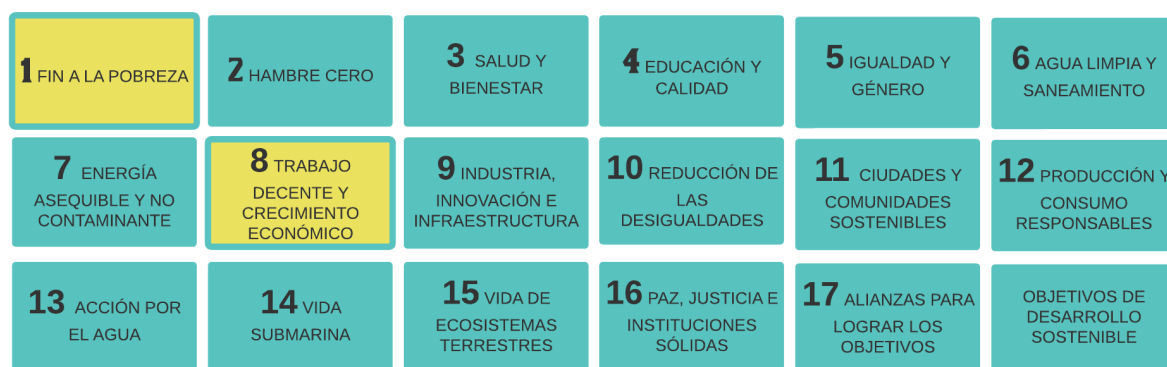 1 FIN A LA POBREZA
2 HAMBRE CERO
3 SALUD Y
BIENESTAR
4 EDUCACIÓN Y
CALIDAD
5 IGUALDAD Y
GÉNERO
6 AGUA LIMPIA Y
SANEAMIENTO
7 ENERGÍA
ASEQUIBLE Y NO
CONTAMINANTE
8 TRABAJO
DECENTE Y
CRECIMIENTO
ECONÓMICO
9 INDUSTRIA,
INNOVACIÓN E
INFRAESTRUCTURA
10 REDUCCIÓN DE
LAS
DESIGUALDADES
11 CIUDADES Y
COMUNIDADES
SOSTENIBLES
12 PRODUCCIÓN Y
CONSUMO
RESPONSABLES
13 ACCIÓN POR
EL AGUA
14 VIDA
SUBMARINA
15 VIDA DE
ECOSISTEMAS
TERRESTRES
16 PAZ, JUSTICIA E
INSTITUCIONES
SÓLIDAS
17 ALIANZAS PARA
LOGRAR LOS
OBJETIVOS
OBJETIVOS DE
DESARROLLO
SOSTENIBLE